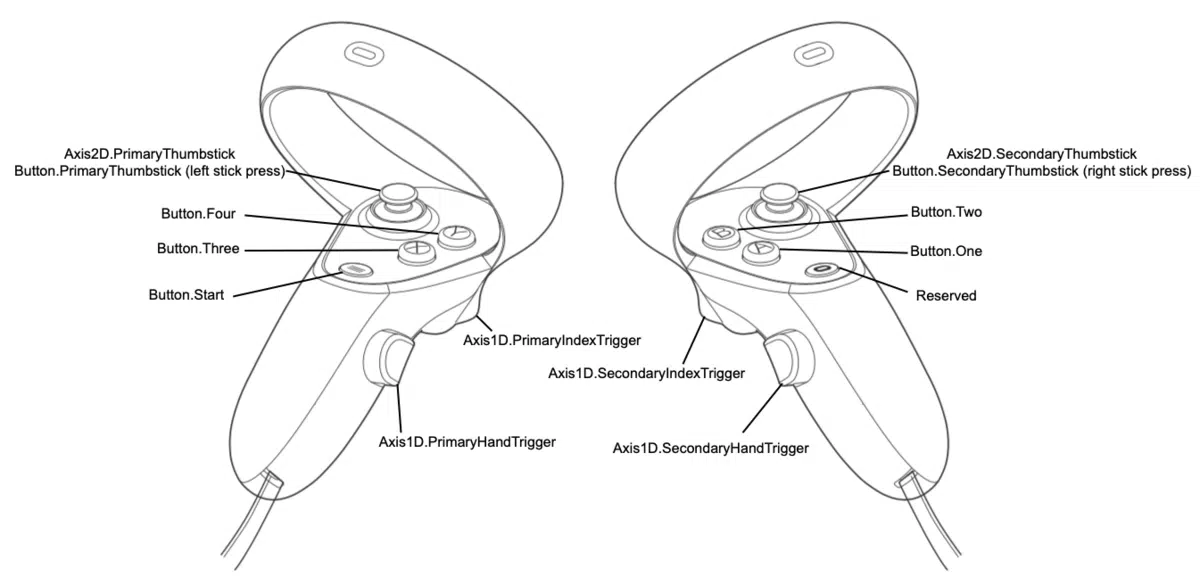 Axis2D.PrimaryThumbstick
Button.PrimaryThumbstick (left stick press)
Button.Four
Button.Three
Button.Start
Y
X
Axis1D.PrimaryIndexTrigger
Axis1D.PrimaryHandTrigger
Axis2D.SecondaryThumbstick
Button.SecondaryThumbstick (right stick press)
Button.Two
Button.One
Reserved
B
A
Axis1D.SecondaryIndexTrigger
Axis1D.SecondaryHandTrigger